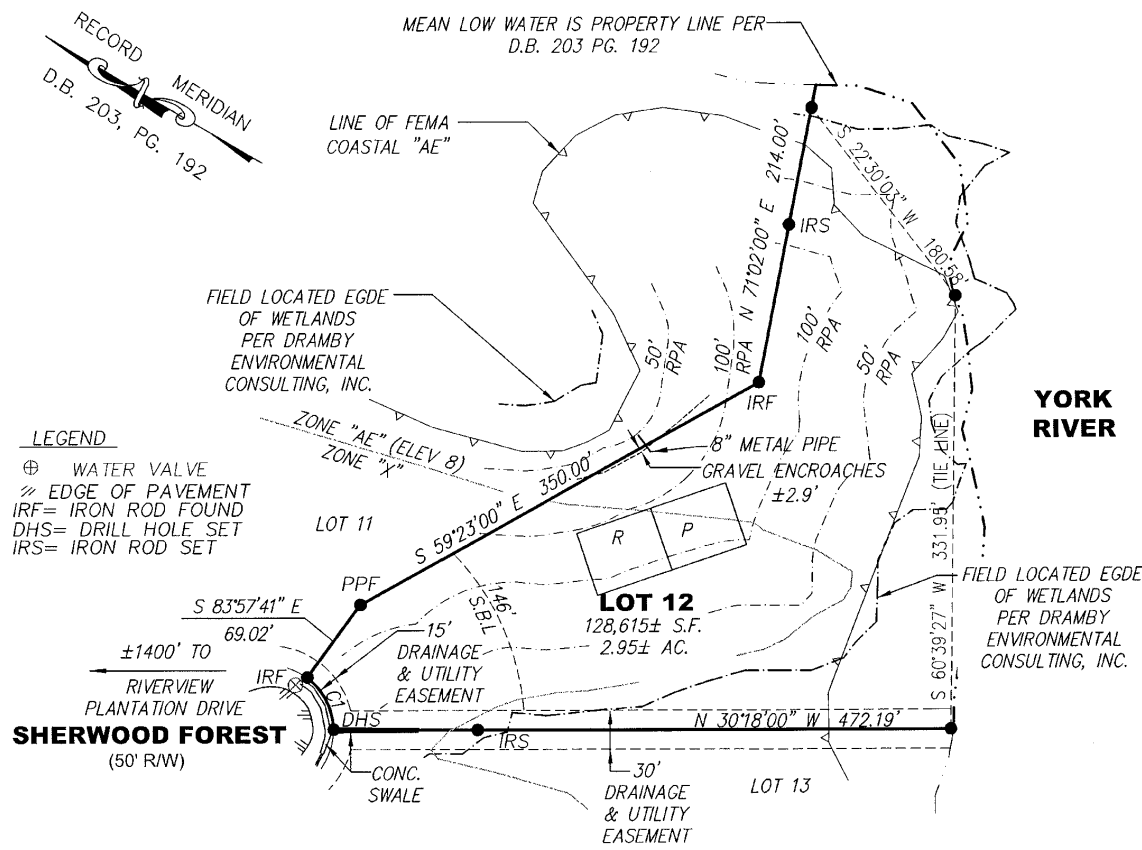 RECORD MERIDIAN
D.B. 203, PG. 192
MEAN LOW WATER IS PROPERTY LINE PER
D.B. 203 PG. 192
LINE OF FEMA
COASTAL "AE"
S 22°30'03" W 180.58'
N 71°02'00" E 214.00'
IRS
FIELD LOCATED EGDE
OF WETLANDS
PER DRAMBY
ENVIRONMENTAL
CONSULTING, INC.
50'
RPA
100'
RPA
100'
RPA
50'
RPA
IRF
YORK
RIVER
ZONE "AE" (ELEV 8)
ZONE "X"
8" METAL PIPE
GRAVEL ENCROACHES
±2.9'
LEGEND
WATER VALVE
EDGE OF PAVEMENT
IRF= IRON ROD FOUND
DHS= DRILL HOLE SET
IRS= IRON ROD SET
LOT 11
S 59°23'00" E 350.00'
R
P
S 60°39'27" W 331.95' (TIE LINE)
PPF
146'
S.B.L
LOT 12
128,615± S.F.
2.95± AC.
FIELD LOCATED EGDE
OF WETLANDS
PER DRAMBY
ENVIRONMENTAL
CONSULTING, INC.
S 83°57'41" E
69.02'
15'
DRAINAGE
& UTILITY
EASEMENT
±1400' TO
RIVERVIEW
PLANTATION DRIVE
IRF
C1
DHS
SHERWOOD FOREST
(50' R/W)
IRS
N 30°18'00" W 472.19'
CONC.
SWALE
30'
DRAINAGE
& UTILITY
EASEMENT
LOT 13